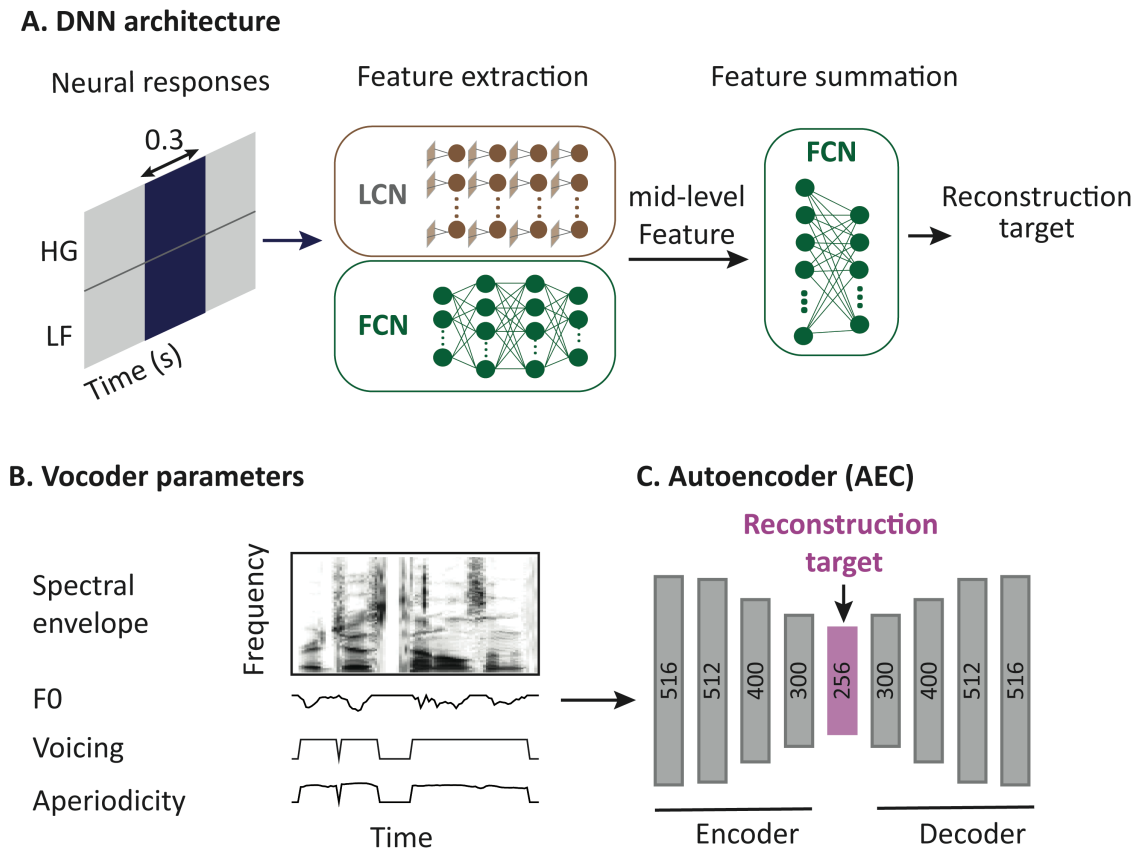 A. DNN architecture
Neural responses
Feature extraction
Feature summation
0.3
HG
LF
Time (s)
LCN
FCN
mid-level
Feature
FCN
Reconstruction
target
B. Vocoder parameters
Spectral
envelope
Frequency
F0
Voicing
Aperiodicity
Time
C. Autoencoder (AEC)
Reconstruction
target
516
512
400
300
256
300
400
512
516
Encoder
Decoder